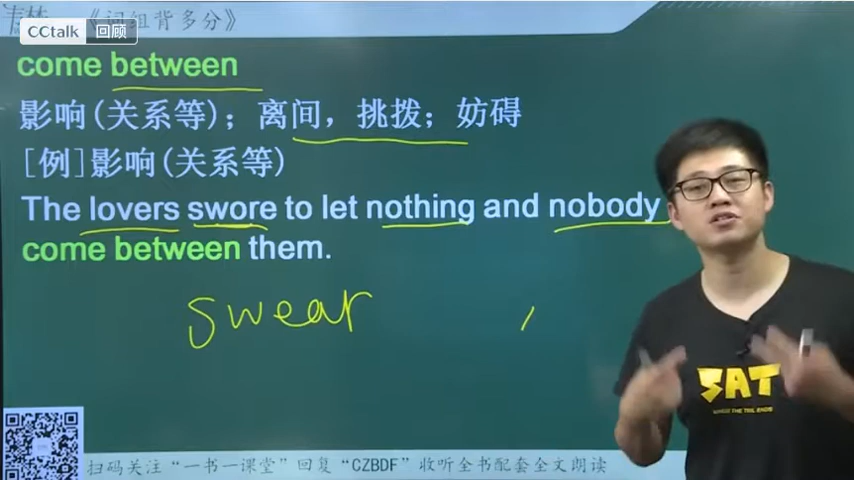 《词组背多分》
CCtalk 回顾
come between
影响(关系等)；离间，挑拨；妨碍
[例]影响(关系等)
The lovers swore to let nothing and nobody
come between them.
swear
SAT
扫码关注“一书一课堂”回复“CZBDF”收听全书配套全文朗读